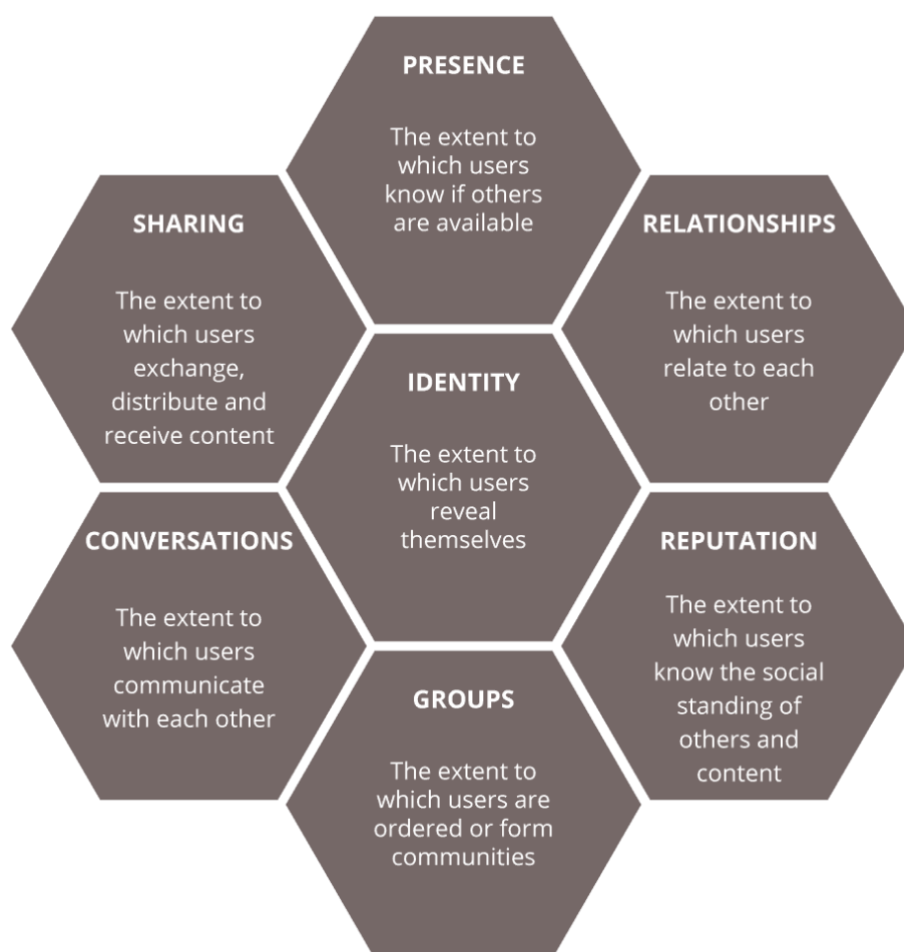 PRESENCE
The extent to
which users
know if others
are available
SHARING
The extent to
which users
exchange,
distribute and
receive content
RELATIONSHIPS
The extent to
which users
relate to each
other
IDENTITY
The extent to
which users
reveal
themselves
CONVERSATIONS
The extent to
which users
communicate
with each other
REPUTATION
The extent to
which users
know the social
standing of
others and
content
GROUPS
The extent to
which users are
ordered or form
communities